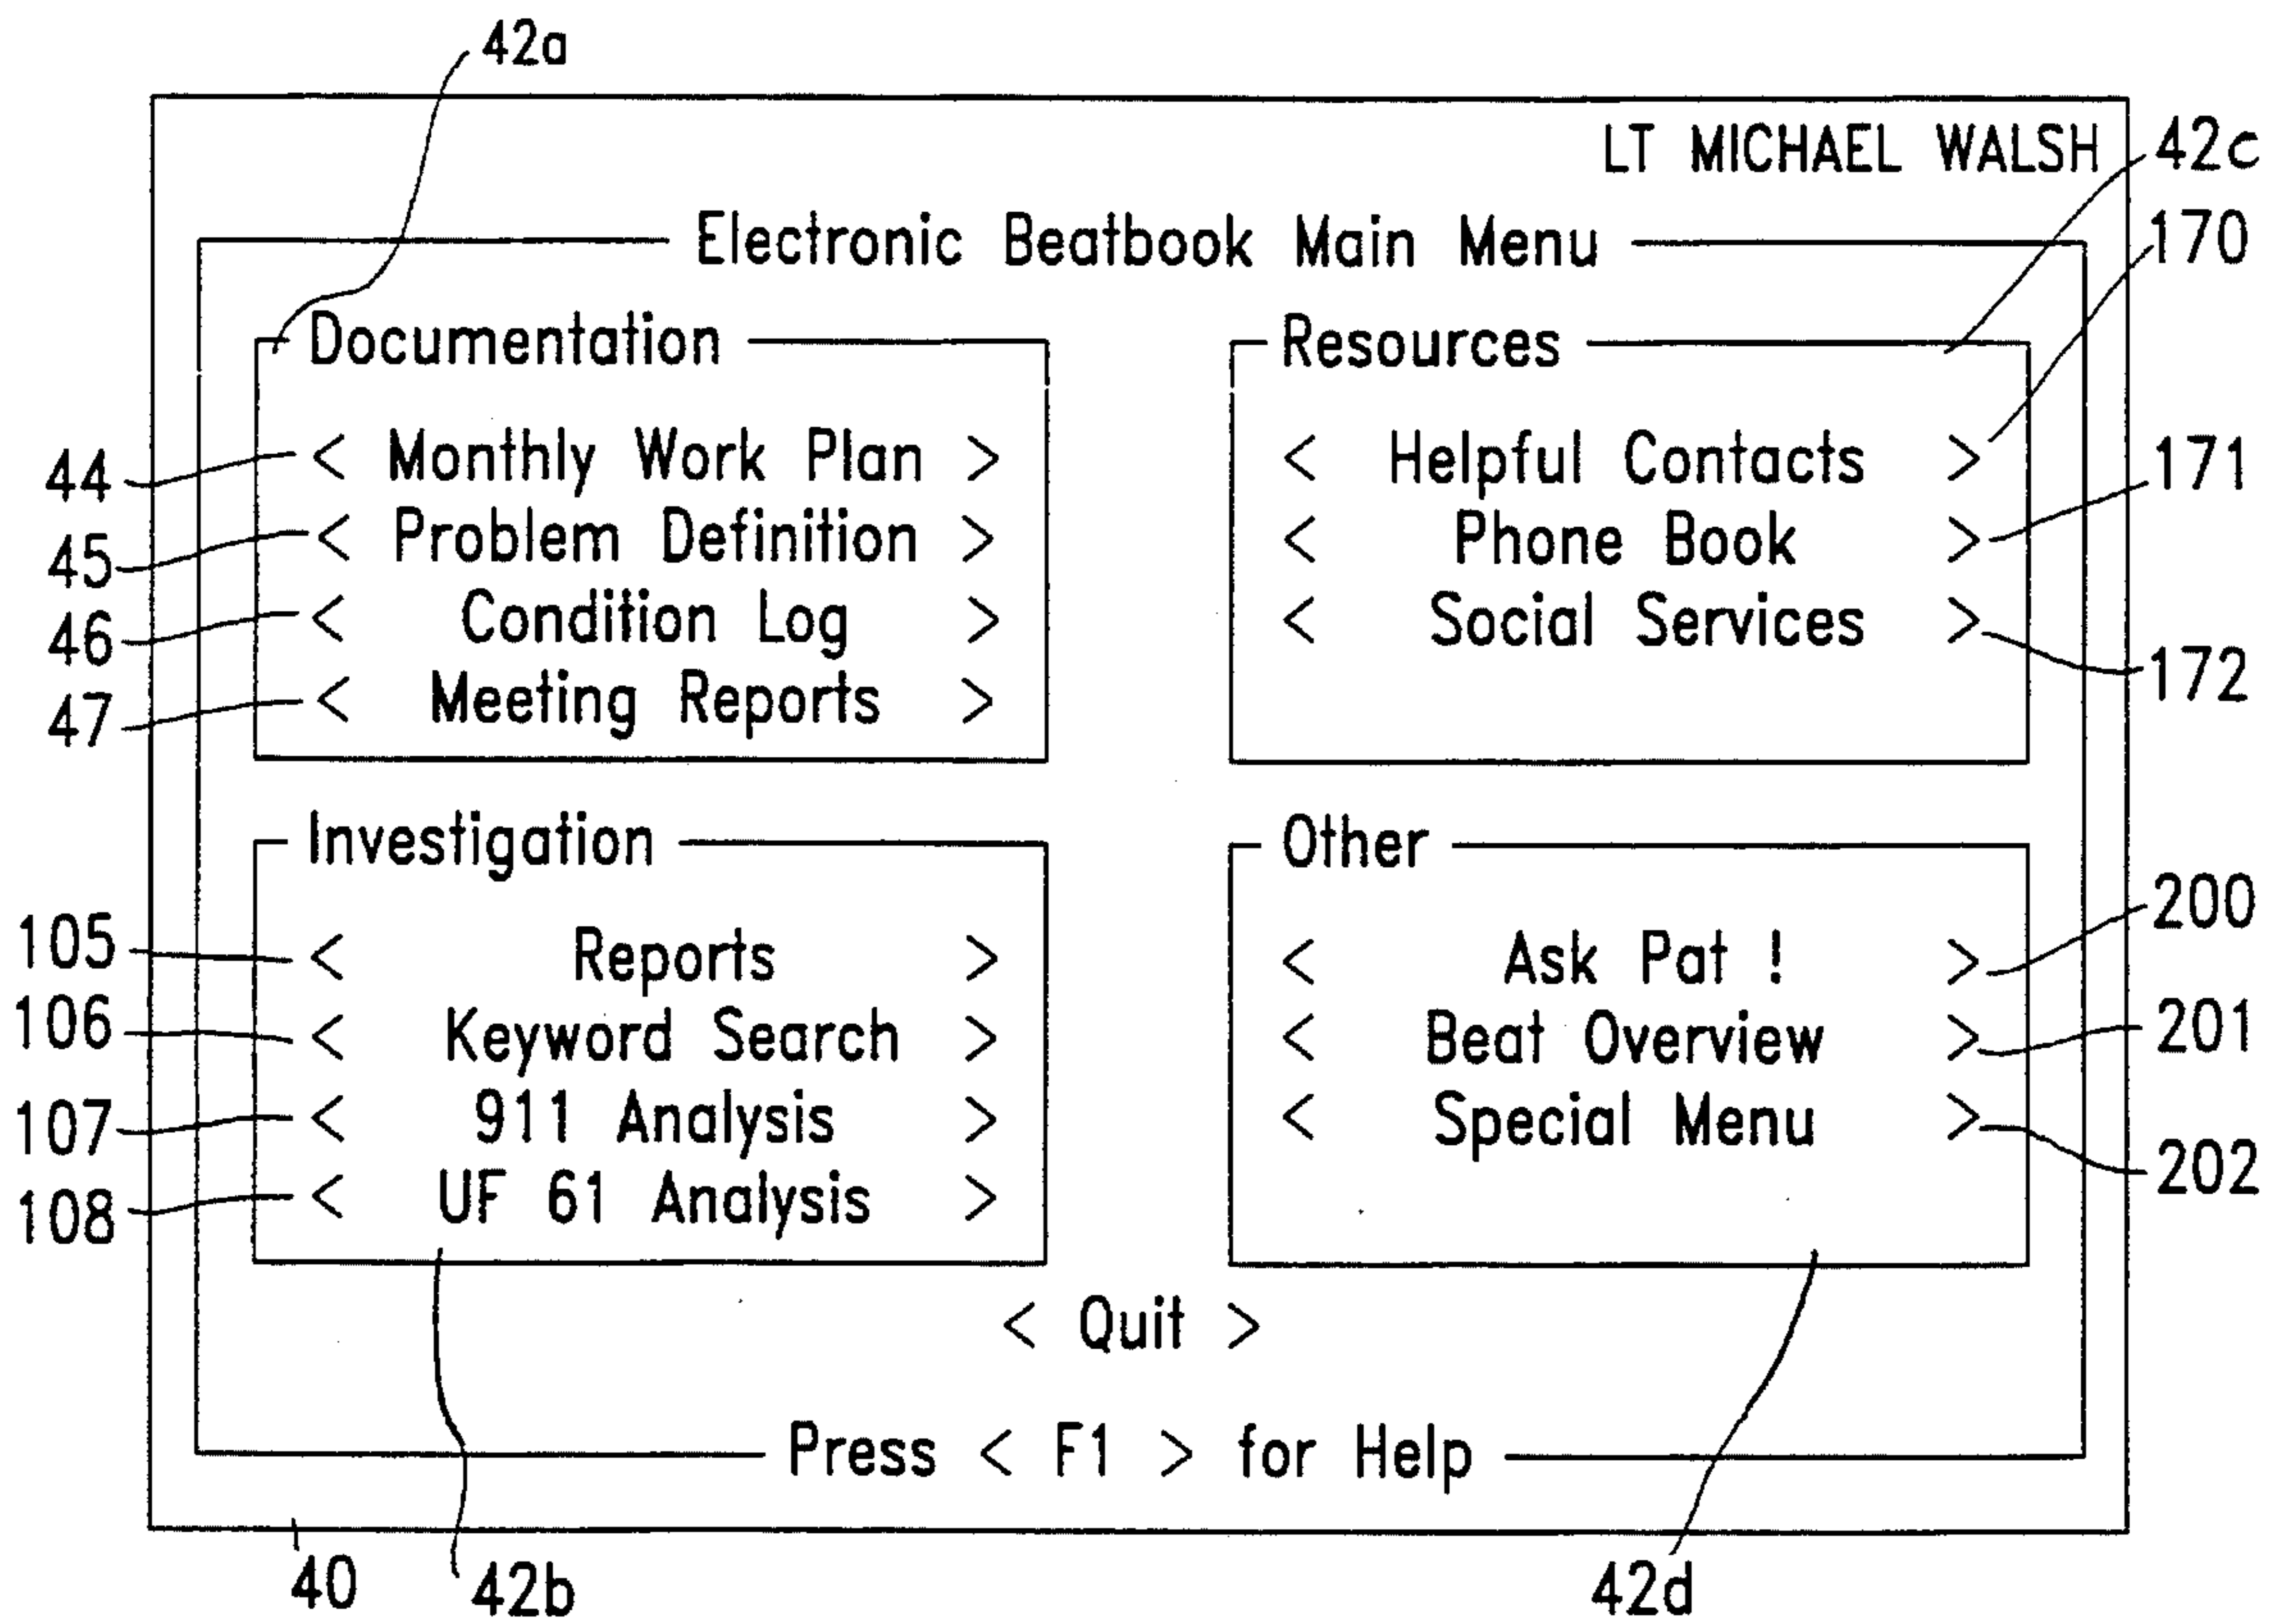 42a
LT MICHAEL WALSH
42c
Electronic Beatbook Main Menu
170
Documentation
44 < Monthly Work Plan >
45 < Problem Definition >
46 < Condition Log >
47 < Meeting Reports >
Resources
< Helpful Contacts >
< Phone Book > 171
< Social Services > 172
Investigation
105 < Reports >
106 < Keyword Search >
107 < 911 Analysis >
108 < UF 61 Analysis >
Other
< Ask Pat ! > 200
< Beat Overview > 201
< Special Menu > 202
< Quit >
Press < F1 > for Help
40
42b
42d